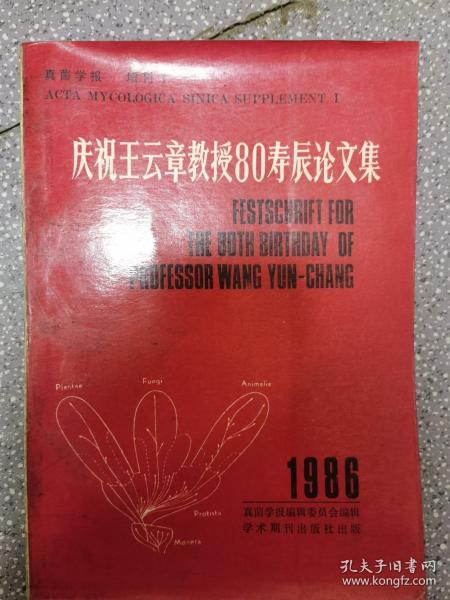 真菌学报 增刊 I
ACTA MYCOLOGICA SINICA SUPPLEMENT I
庆祝王云章教授80寿辰论文集
FESTSCHRIFT FOR
THE 80TH BIRTHDAY OF
PROFESSOR WANG YUN-CHANG
Plantae
Fungi
Animalia
Protista
Monera
1986
真菌学报编辑委员会编辑
学术期刊出版社出版
孔夫子旧书网
www.kongfz.com